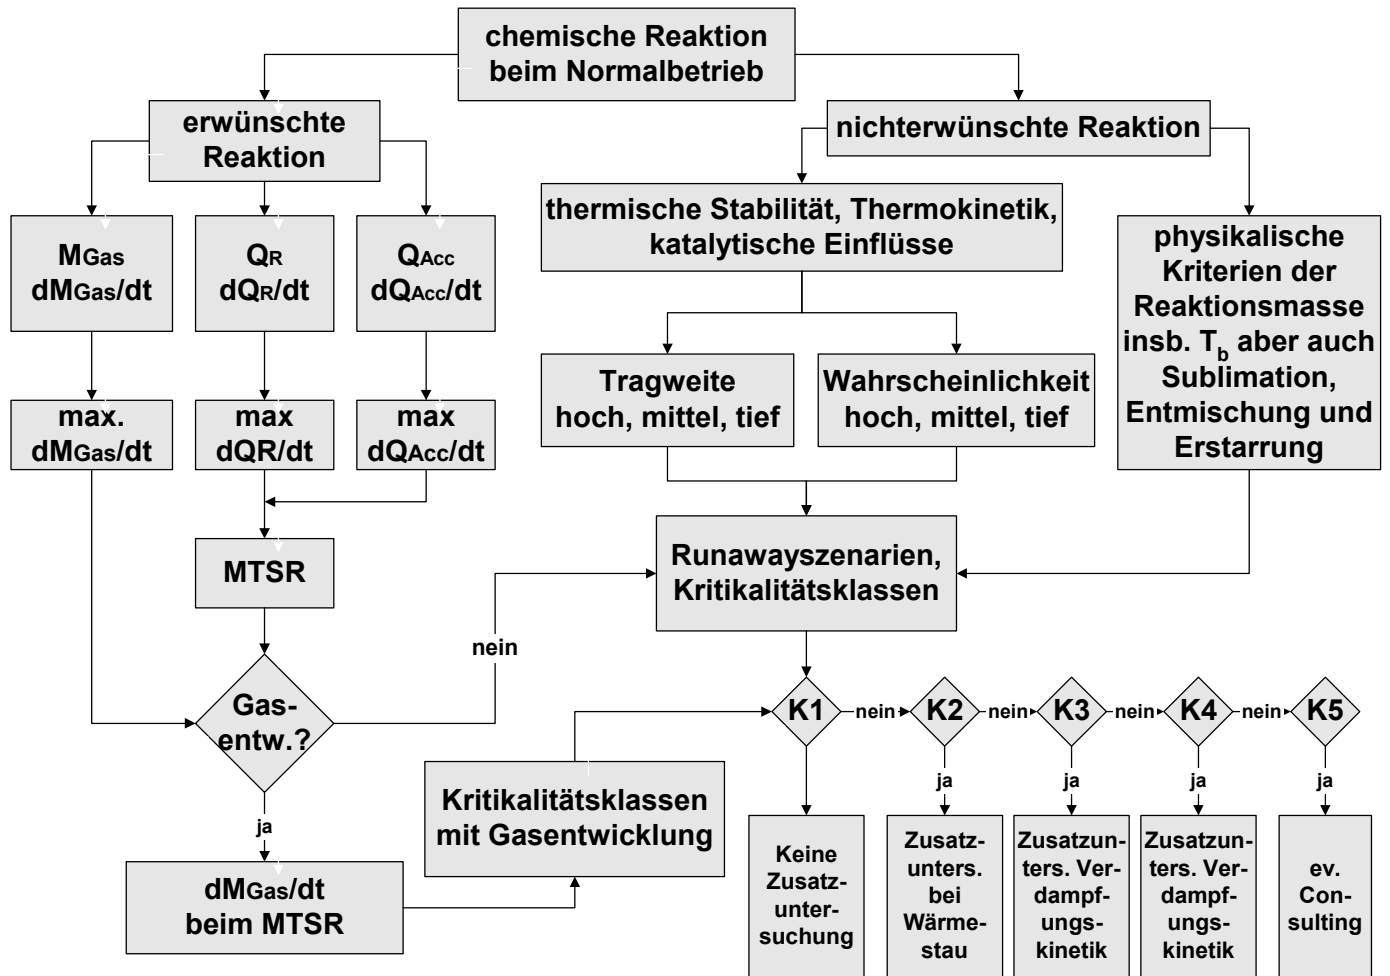 chemische Reaktion
beim Normalbetrieb
erwünschte
Reaktion
nichterwünschte Reaktion
thermische Stabilität, Thermokinetik,
katalytische Einflüsse
MGas
dMGas/dt
QR
dQR/dt
QAcc
dQAcc/dt
physikalische
Kriterien der
Reaktionsmasse
insb. Tb aber auch
Sublimation,
Entmischung und
Erstarrung
Tragweite
hoch, mittel, tief
Wahrscheinlichkeit
hoch, mittel, tief
max.
dMGas/dt
max
dQR/dt
max
dQAcc/dt
MTSR
Runawayszenarien,
Kritikalitätsklassen
nein
Gas-
entw.?
K1
nein
K2
nein
K3
nein
K4
nein
K5
ja
ja
ja
ja
ja
Kritikalitätsklassen
mit Gasentwicklung
dMGas/dt
beim MTSR
Keine
Zusatz-
unter-
suchung
Zusatz-
unters.
bei
Wärme-
stau
Zusatzun-
ters. Ver-
dampf-
ungs-
kinetik
Zusatzun-
ters. Ver-
dampf-
ungs-
kinetik
ev.
Con-
sulting